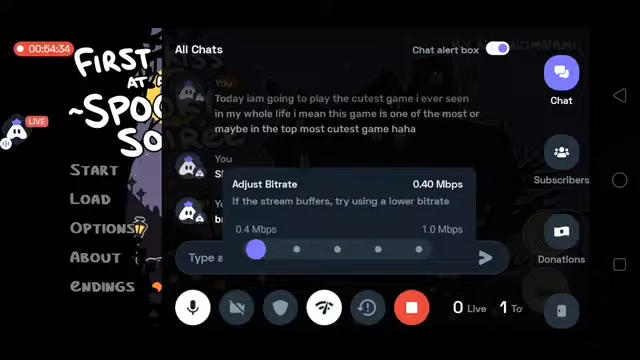 00:54:34
LIVE
FIRST
AT
~SPOO
SO
START
LOAD
OPTIONS
ABOUT
ENDINGS
All Chats
Chat alert box
You
Today iam going to play the cutest game i ever seen
in my whole life i mean this game is one of the most or
maybe in the top most cutest game haha
You
Adjust Bitrate
0.40 Mbps
If the stream buffers, try using a lower bitrate
0.4 Mbps
1.0 Mbps
Type a
0 Live
1 To
Chat
Subscribers
Donations